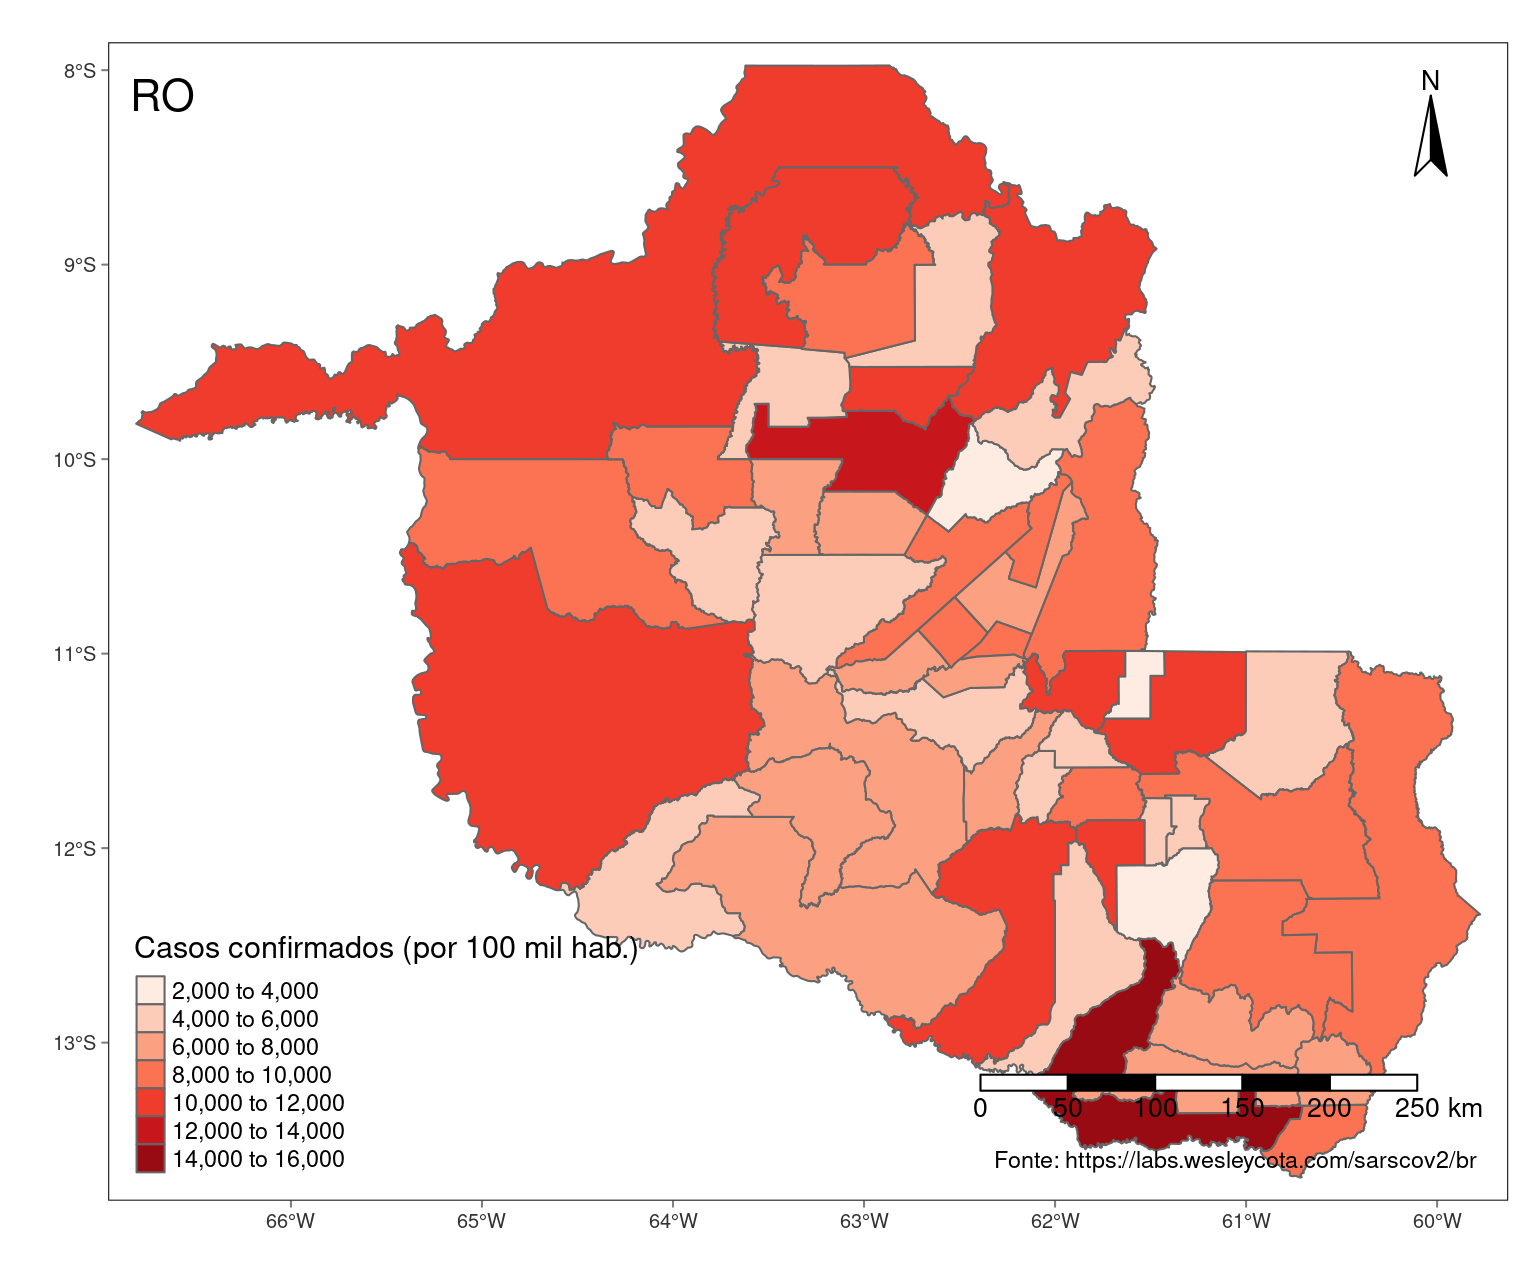 RO
N
8°S
9°S
10°S
11°S
12°S
13°S
Casos confirmados (por 100 mil hab.)
2,000 to 4,000
4,000 to 6,000
6,000 to 8,000
8,000 to 10,000
10,000 to 12,000
12,000 to 14,000
14,000 to 16,000
0 50 100 150 200 250 km
Fonte: https://labs.wesleycota.com/sarscov2/br
66°W 65°W 64°W 63°W 62°W 61°W 60°W